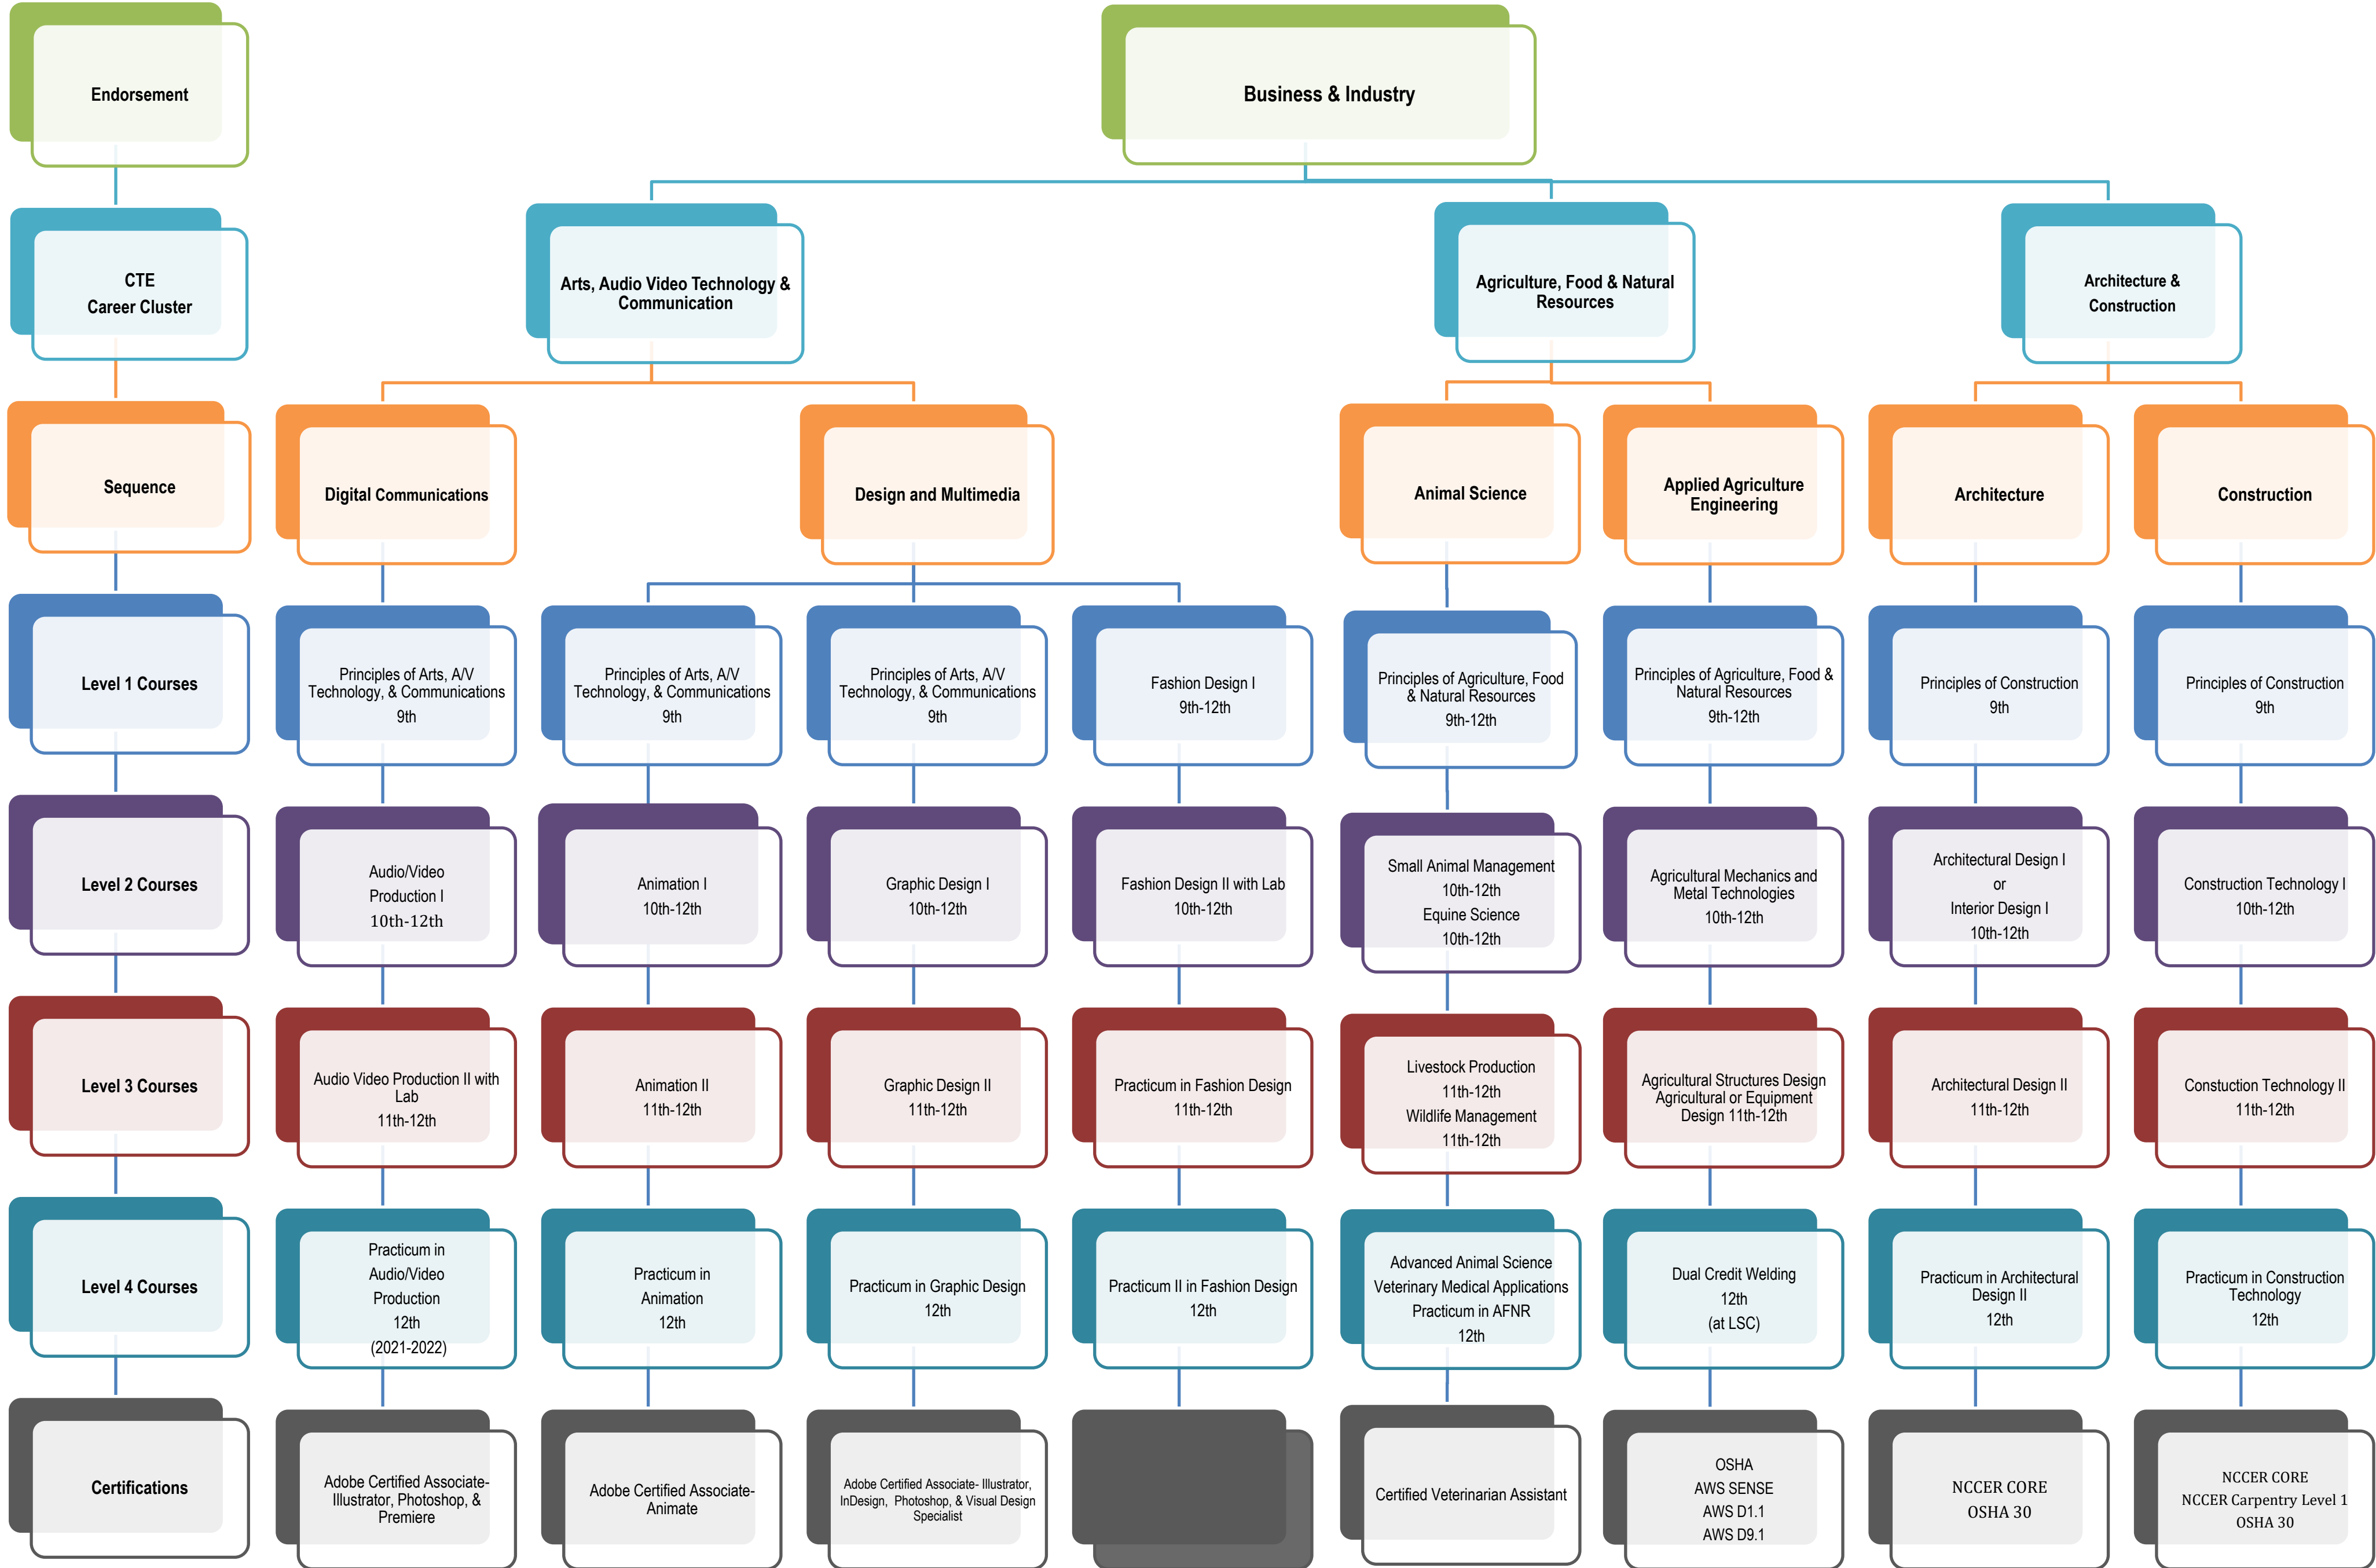 Endorsement
Business & Industry
CTE
Career Cluster
Arts, Audio Video Technology &
Communication
Agriculture, Food & Natural
Resources
Architecture &
Construction
Sequence
Digital Communications
Design and Multimedia
Animal Science
Applied Agriculture
Engineering
Architecture
Construction
Level 1 Courses
Principles of Arts, A/V
Technology, & Communications
9th
Principles of Arts, A/V
Technology, & Communications
9th
Principles of Arts, A/V
Technology, & Communications
9th
Fashion Design I
9th-12th
Principles of Agriculture, Food
& Natural Resources
9th-12th
Principles of Agriculture, Food &
Natural Resources
9th-12th
Principles of Construction
9th
Principles of Construction
9th
Level 2 Courses
Audio/Video
Production I
10th-12th
Animation I
10th-12th
Graphic Design I
10th-12th
Fashion Design II with Lab
10th-12th
Small Animal Management
10th-12th
Equine Science
10th-12th
Agricultural Mechanics and
Metal Technologies
10th-12th
Architectural Design I
or
Interior Design I
10th-12th
Construction Technology I
10th-12th
Level 3 Courses
Audio Video Production II with
Lab
11th-12th
Animation II
11th-12th
Graphic Design II
11th-12th
Practicum in Fashion Design
11th-12th
Livestock Production
11th-12th
Wildlife Management
11th-12th
Agricultural Structures Design
Agricultural or Equipment
Design 11th-12th
Architectural Design II
11th-12th
Constuction Technology II
11th-12th
Level 4 Courses
Practicum in
Audio/Video
Production
12th
(2021-2022)
Practicum in
Animation
12th
Practicum in Graphic Design
12th
Practicum II in Fashion Design
12th
Advanced Animal Science
Veterinary Medical Applications
Practicum in AFNR
12th
Dual Credit Welding
12th
(at LSC)
Practicum in Architectural
Design II
12th
Practicum in Construction
Technology
12th
Certifications
Adobe Certified Associate-
Illustrator, Photoshop, &
Premiere
Adobe Certified Associate-
Animate
Adobe Certified Associate- Illustrator,
InDesign, Photoshop, & Visual Design
Specialist
Certified Veterinarian Assistant
OSHA
AWS SENSE
AWS D1.1
AWS D9.1
NCCER CORE
OSHA 30
NCCER CORE
NCCER Carpentry Level 1
OSHA 30